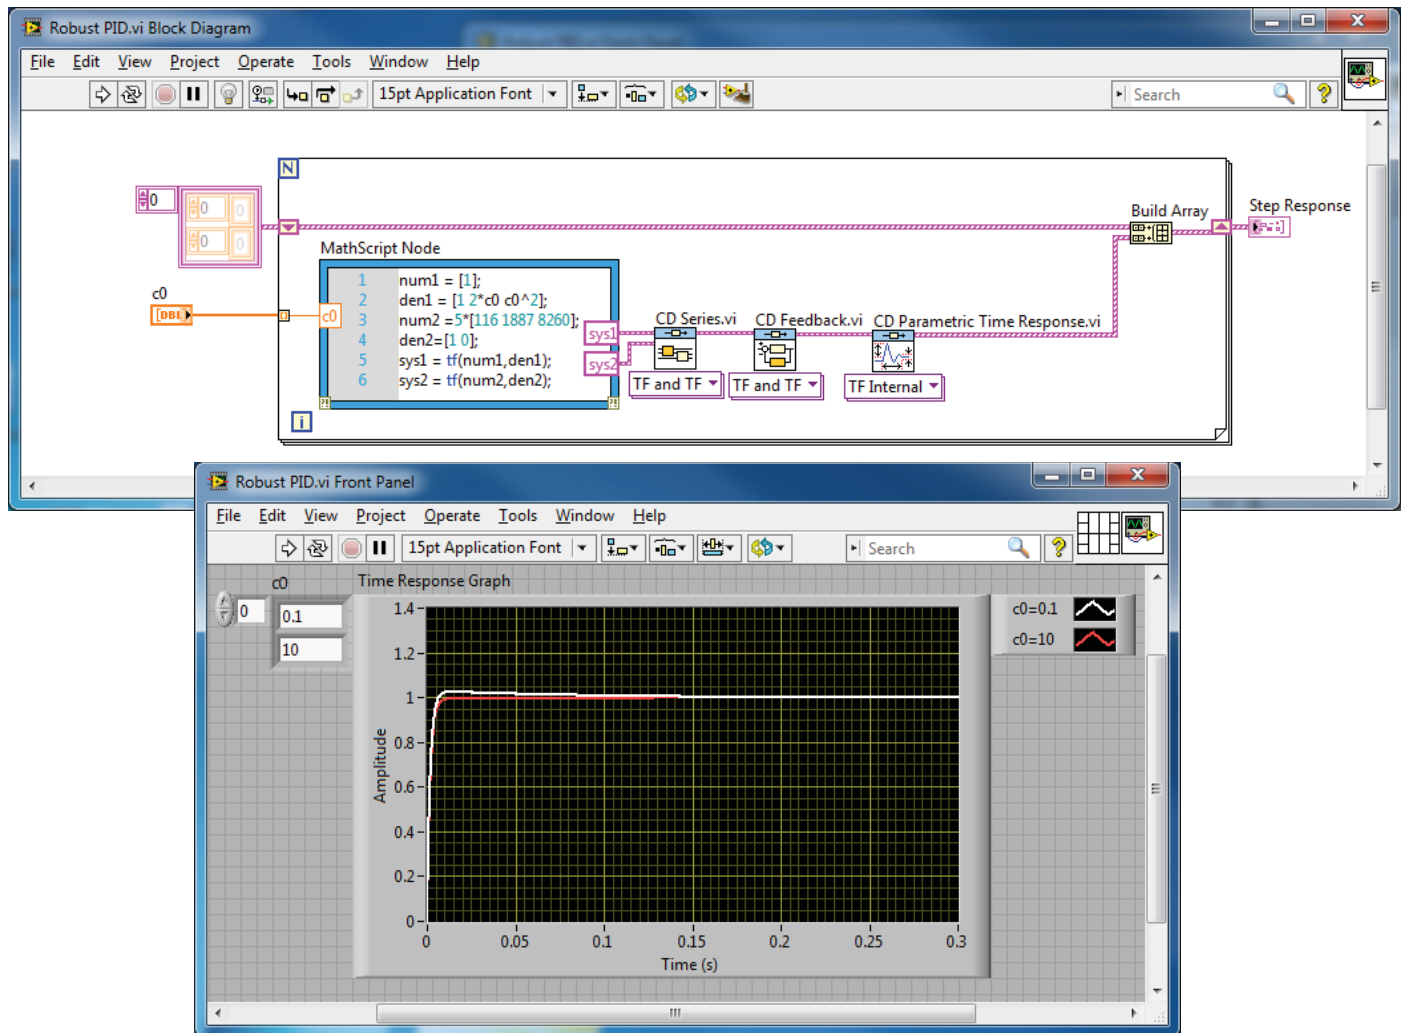 Robust PID.vi Block Diagram
File Edit View Project Operate Tools Window Help
15pt Application Font
Search
?
N
0
0 0
0 0
Build Array
Step Response
MathScript Node
c0
DBL
c0
1 num1 = [1];
2 den1 = [1 2*c0 c0^2];
3 num2 =5*[116 1887 8260];
4 den2=[1 0];
5 sys1 = tf(num1,den1);
6 sys2 = tf(num2,den2);
sys1
sys2
CD Series.vi
CD Feedback.vi
CD Parametric Time Response.vi
TF and TF
TF and TF
TF Internal
i
Robust PID.vi Front Panel
File Edit View Project Operate Tools Window Help
15pt Application Font
Search
?
c0
0
0.1
10
Time Response Graph
c0=0.1
c0=10
1.4
1.2
1
0.8
0.6
0.4
0.2
0
Amplitude
0 0.05 0.1 0.15 0.2 0.25 0.3
Time (s)